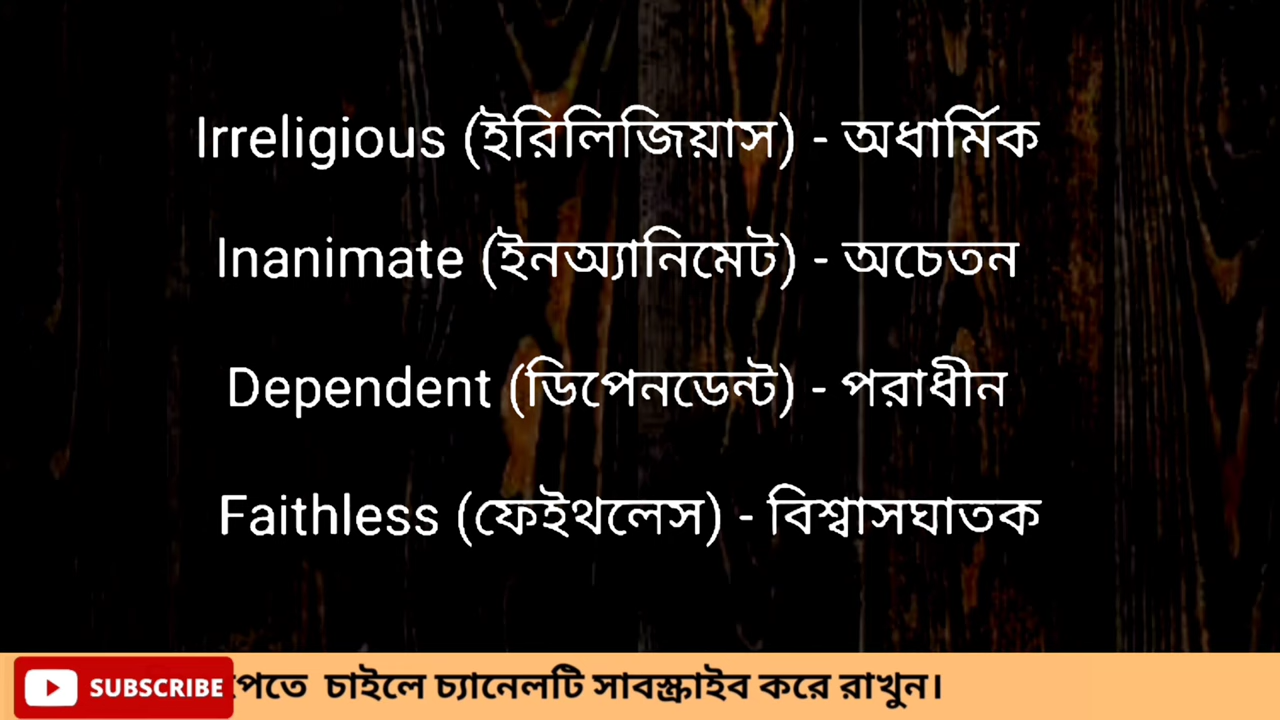 Irreligious (ইরিলিজিয়াস) - অধার্মিক
Inanimate (ইনঅ্যানিমেট) - অচেতন
Dependent (ডিপেনডেন্ট) - পরাধীন
Faithless (ফেইথলেস) - বিশ্বাসঘাতক
SUBSCRIBE পেতে চাইলে চ্যানেলটি সাবস্ক্রাইব করে রাখুন।